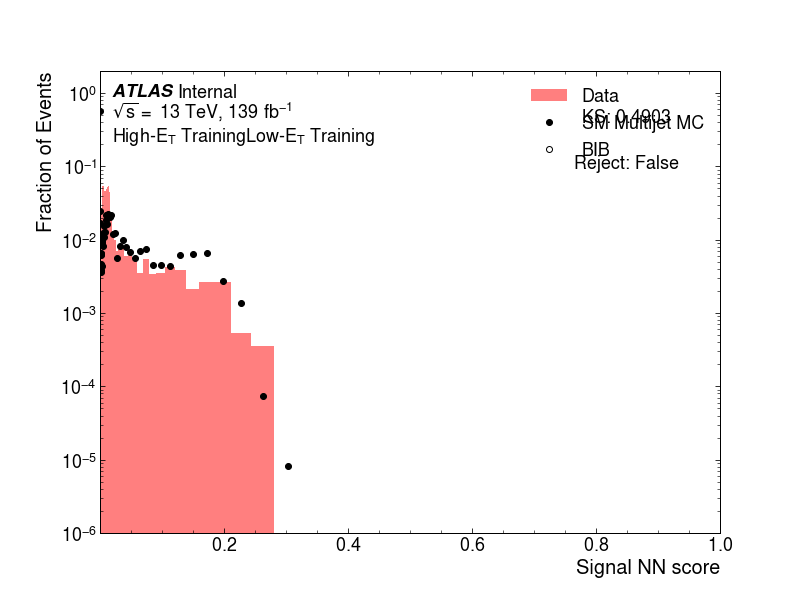 Fraction of Events
10⁰
10⁻¹
10⁻²
10⁻³
10⁻⁴
10⁻⁵
10⁻⁶
ATLAS Internal
√s = 13 TeV, 139 fb⁻¹
High-E_T TrainingLow-E_T Training
Data
KS: 0.4903
SM Multijet MC
BIB
Reject: False
0.2 0.4 0.6 0.8 1.0
Signal NN score